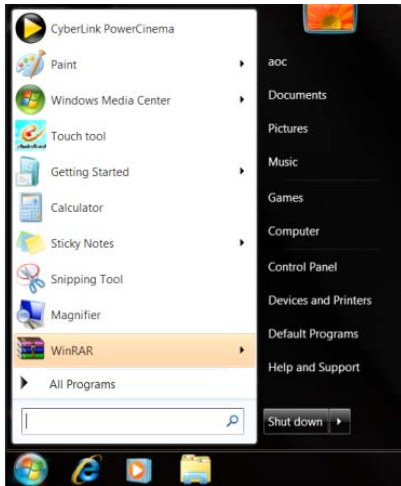 CyberLink PowerCinema
Paint
Windows Media Center
Touch tool
Getting Started
Calculator
Sticky Notes
Snipping Tool
Magnifier
WinRAR
All Programs
aoc
Documents
Pictures
Music
Games
Computer
Control Panel
Devices and Printers
Default Programs
Help and Support
Shut down